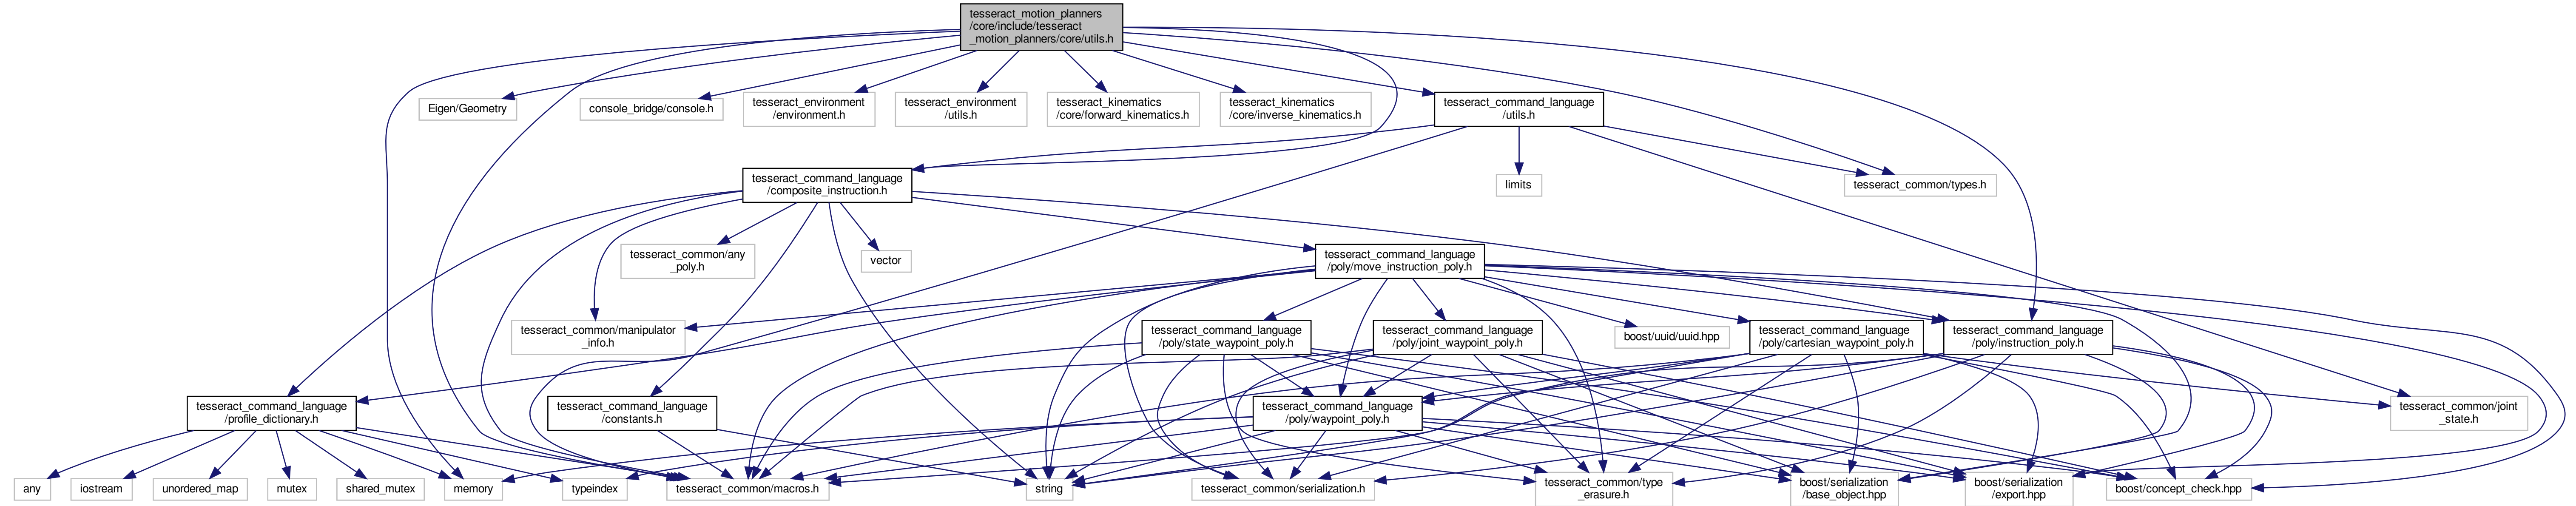 tesseract_motion_planners
/core/include/tesseract
_motion_planners/core/utils.h
Eigen/Geometry
console_bridge/console.h
tesseract_environment
/environment.h
tesseract_environment
/utils.h
tesseract_kinematics
/core/forward_kinematics.h
tesseract_kinematics
/core/inverse_kinematics.h
tesseract_command_language
/utils.h
tesseract_command_language
/composite_instruction.h
limits
tesseract_common/types.h
tesseract_common/any
_poly.h
vector
tesseract_command_language
/poly/move_instruction_poly.h
tesseract_common/manipulator
_info.h
tesseract_command_language
/poly/state_waypoint_poly.h
tesseract_command_language
/poly/joint_waypoint_poly.h
boost/uuid/uuid.hpp
tesseract_command_language
/poly/cartesian_waypoint_poly.h
tesseract_command_language
/poly/instruction_poly.h
tesseract_command_language
/profile_dictionary.h
tesseract_command_language
/constants.h
tesseract_command_language
/poly/waypoint_poly.h
tesseract_common/joint
_state.h
any
iostream
unordered_map
mutex
shared_mutex
memory
typeindex
tesseract_common/macros.h
string
tesseract_common/serialization.h
tesseract_common/type
_erasure.h
boost/serialization
/base_object.hpp
boost/serialization
/export.hpp
boost/concept_check.hpp